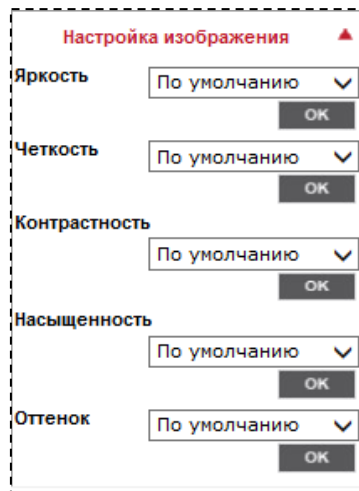 Настройка изображения
Яркость
По умолчанию
OK
Четкость
По умолчанию
OK
Контрастность
По умолчанию
OK
Насыщенность
По умолчанию
OK
Оттенок
По умолчанию
OK